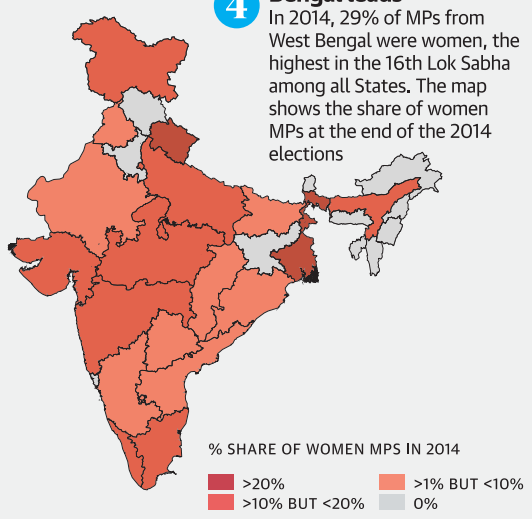 4
Bengal leads
In 2014, 29% of MPs from
West Bengal were women, the
highest in the 16th Lok Sabha
among all States. The map
shows the share of women
MPs at the end of the 2014
elections
% SHARE OF WOMEN MPS IN 2014
>20%
>1% BUT <10%
>10% BUT <20%
0%